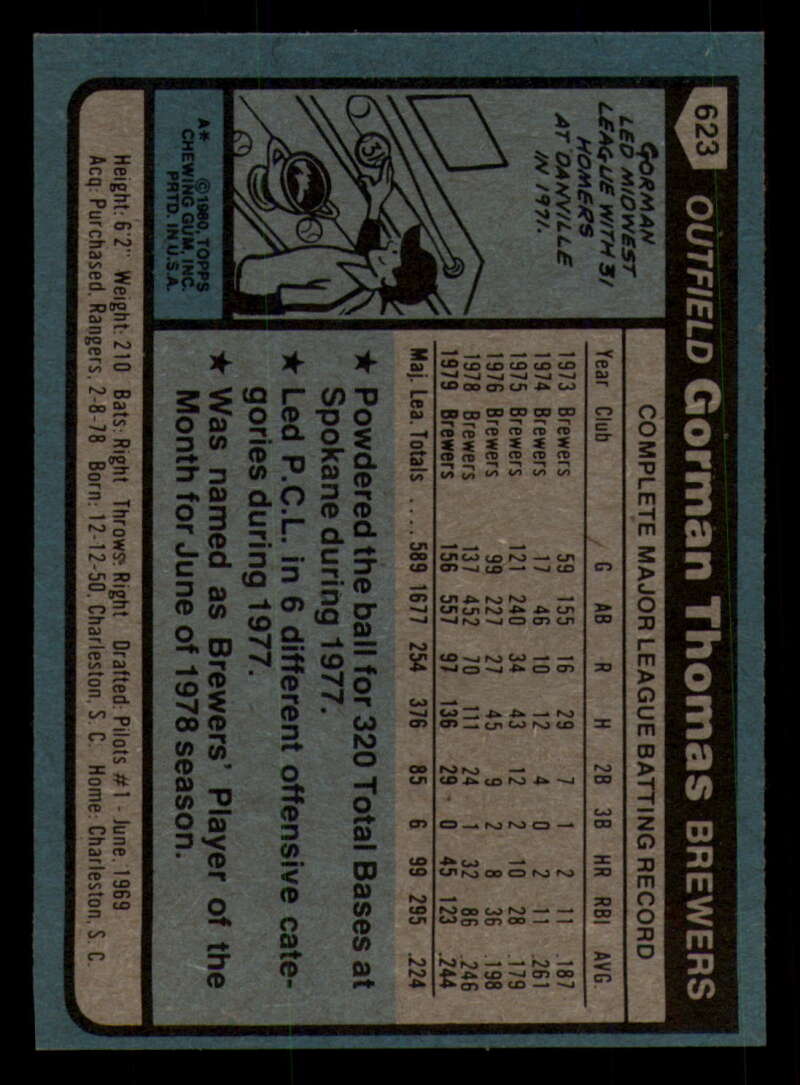 623 OUTFIELD Gorman Thomas BREWERS
GORMAN
LED MIDWEST
LEAGUE WITH 31
HOMERS
AT DANVILLE
IN 1971.
A* ©1980, TOPPS
CHEWING GUM, INC.
PRTD. IN U.S.A.
COMPLETE MAJOR LEAGUE BATTING RECORD
Year Club G AB R H 2B 3B HR RBI AVG.
1973 Brewers 59 155 16 29 7 1 2 11 .187
1974 Brewers 17 46 10 12 4 0 2 11 .261
1975 Brewers 121 240 34 43 12 2 10 28 .179
1976 Brewers 99 227 27 45 9 2 8 36 .198
1978 Brewers 137 452 70 111 24 1 32 86 .246
1979 Brewers 156 557 97 136 29 0 45 123 .244
Maj. Lea. Totals .... 589 1677 254 376 85 6 99 295 .224
★ Powdered the ball for 320 Total Bases at
Spokane during 1977.
★ Led P.C.L. in 6 different offensive cate-
gories during 1977.
★ Was named as Brewers' Player of the
Month for June of 1978 season.
Height: 6'2" Weight: 210 Bats: Right Throws: Right Drafted: Pilots #1 - June, 1969
Acq: Purchased, Rangers, 2-8-78 Born: 12-12-50, Charleston, S. C. Home: Charleston, S. C.